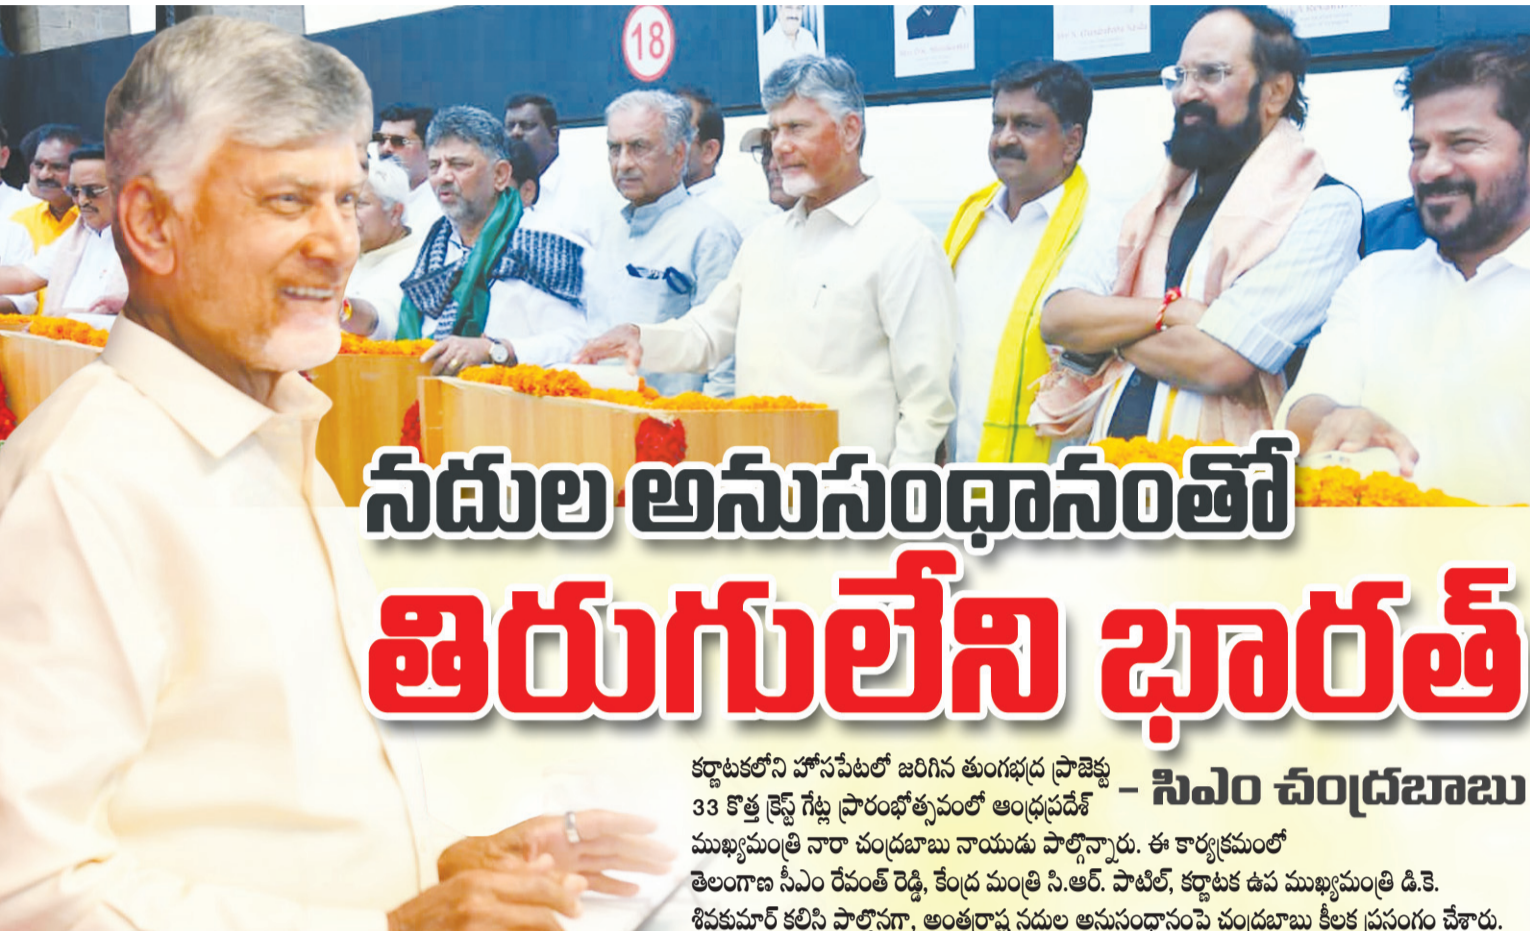 18
నదుల అనుసంధానంతో
తిరుగులేని భారత్
– సిఎం చంద్రబాబు
కర్ణాటకలోని హోసపేటలో జరిగిన తుంగభద్ర ప్రాజెక్టు
33 కొత్త క్రెస్ట్ గేట్ల ప్రారంభోత్సవంలో ఆంధ్రప్రదేశ్
ముఖ్యమంత్రి నారా చంద్రబాబు నాయుడు పాల్గొన్నారు. ఈ కార్యక్రమంలో
తెలంగాణ సీఎం రేవంత్ రెడ్డి, కేంద్ర మంత్రి సి.ఆర్. పాటిల్, కర్ణాటక ఉప ముఖ్యమంత్రి డి.కె.
శివకుమార్ కలిసి పాల్గొనగా, అంతర్రాష్ట్ర నదుల అనుసంధానంపై చంద్రబాబు కీలక ప్రసంగం చేశారు.